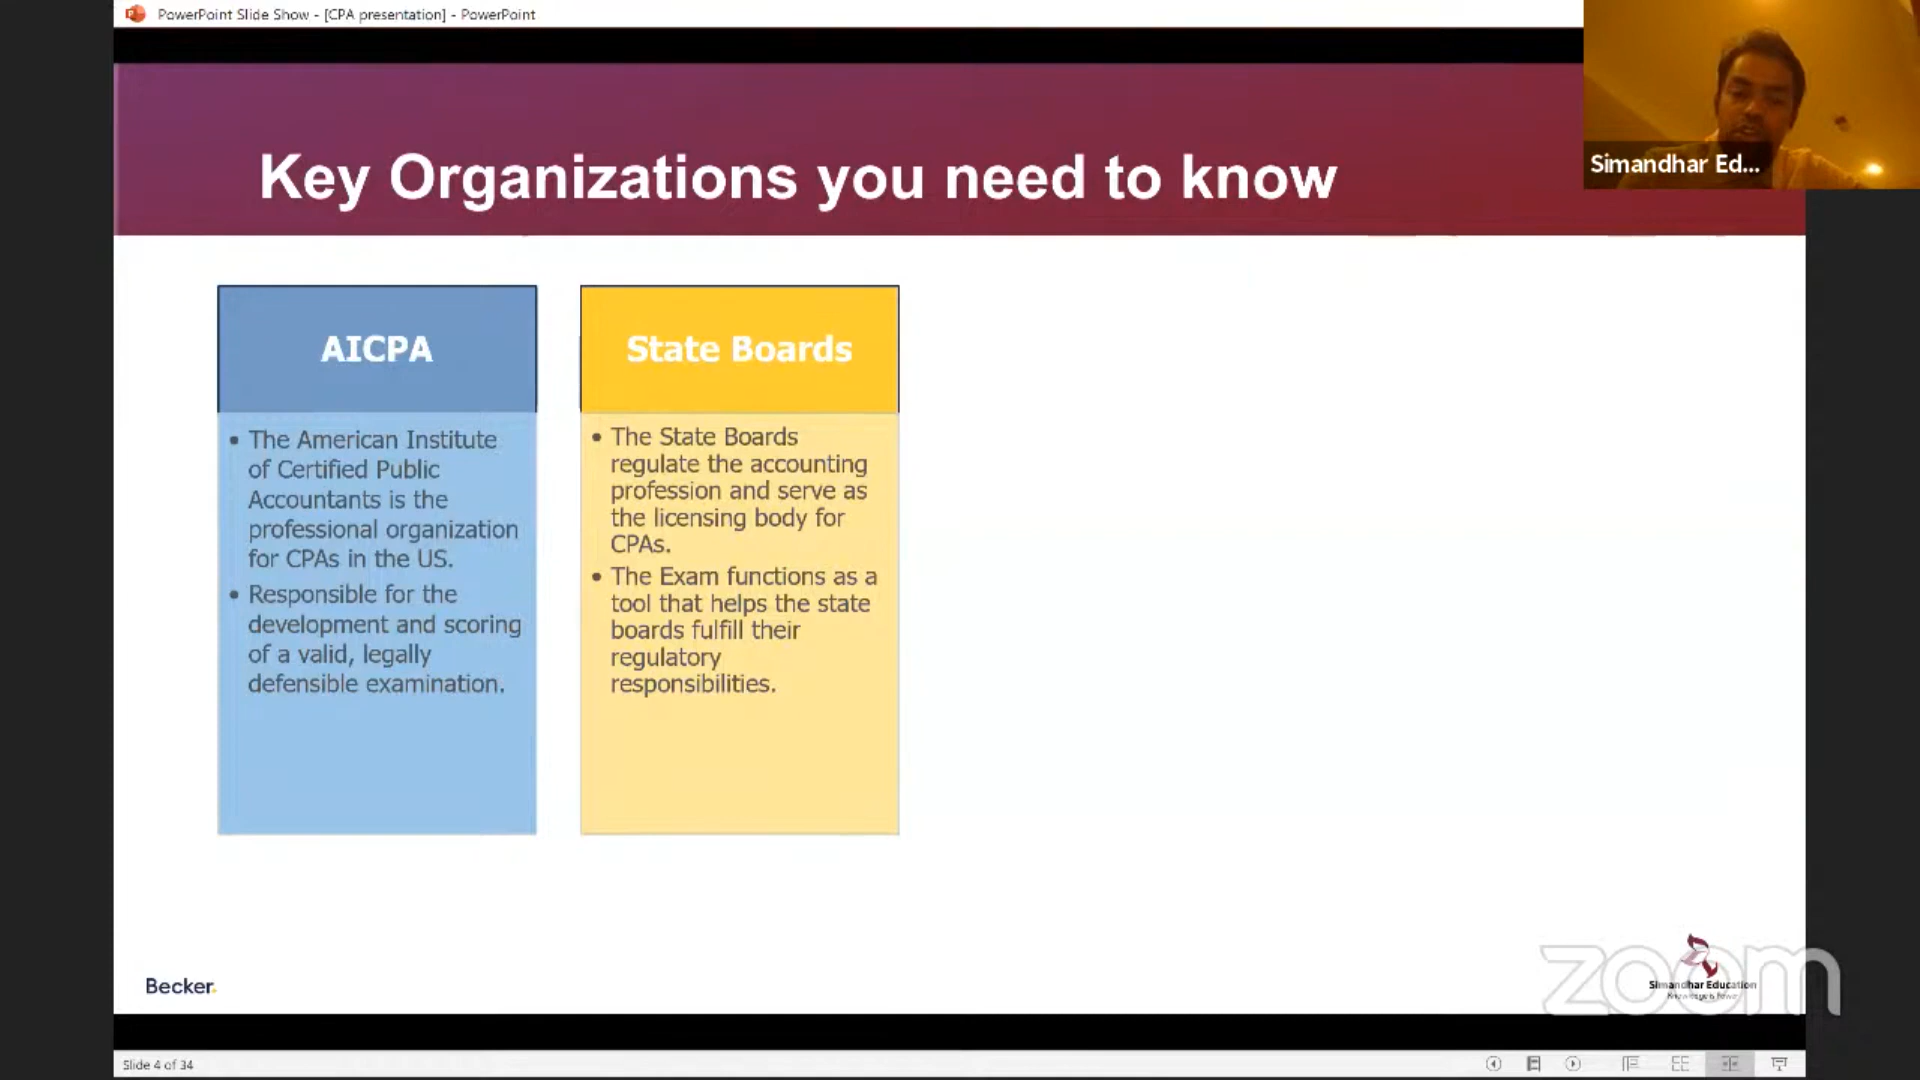 PowerPoint Slide Show - [CPA presentation] - PowerPoint
Simandhar Ed...
Key Organizations you need to know
AICPA
• The American Institute
of Certified Public
Accountants is the
professional organization
for CPAs in the US.
• Responsible for the
development and scoring
of a valid, legally
defensible examination.
State Boards
• The State Boards
regulate the accounting
profession and serve as
the licensing body for
CPAs.
• The Exam functions as a
tool that helps the state
boards fulfill their
regulatory
responsibilities.
Becker.
Simandhar Education
Knowledge is Power
zoom
Slide 4 of 34